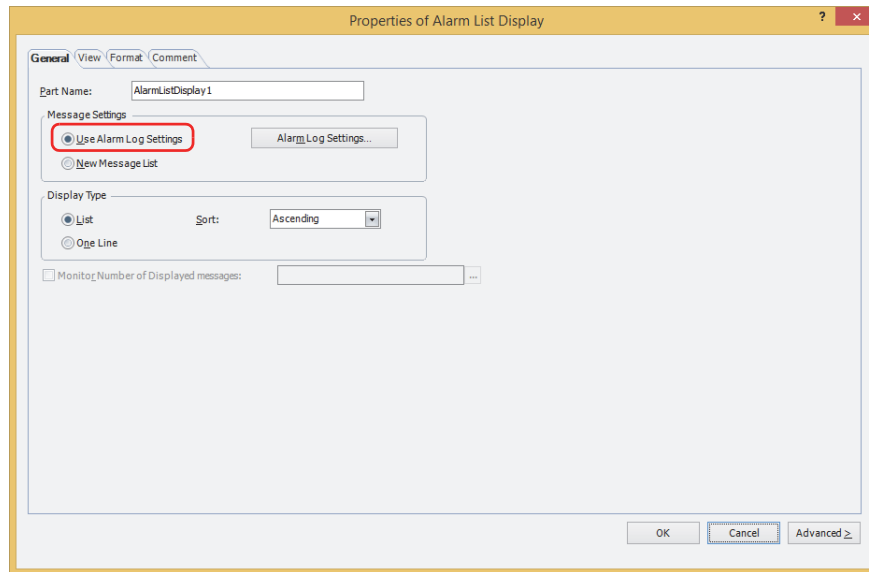 Properties of Alarm List Display ? ×
General View Format Comment
Part Name: AlarmListDisplay1
Message Settings
Use Alarm Log Settings Alarm Log Settings...
New Message List
Display Type
List Sort: Ascending
One Line
Monitor Number of Displayed messages: ...
OK Cancel Advanced >